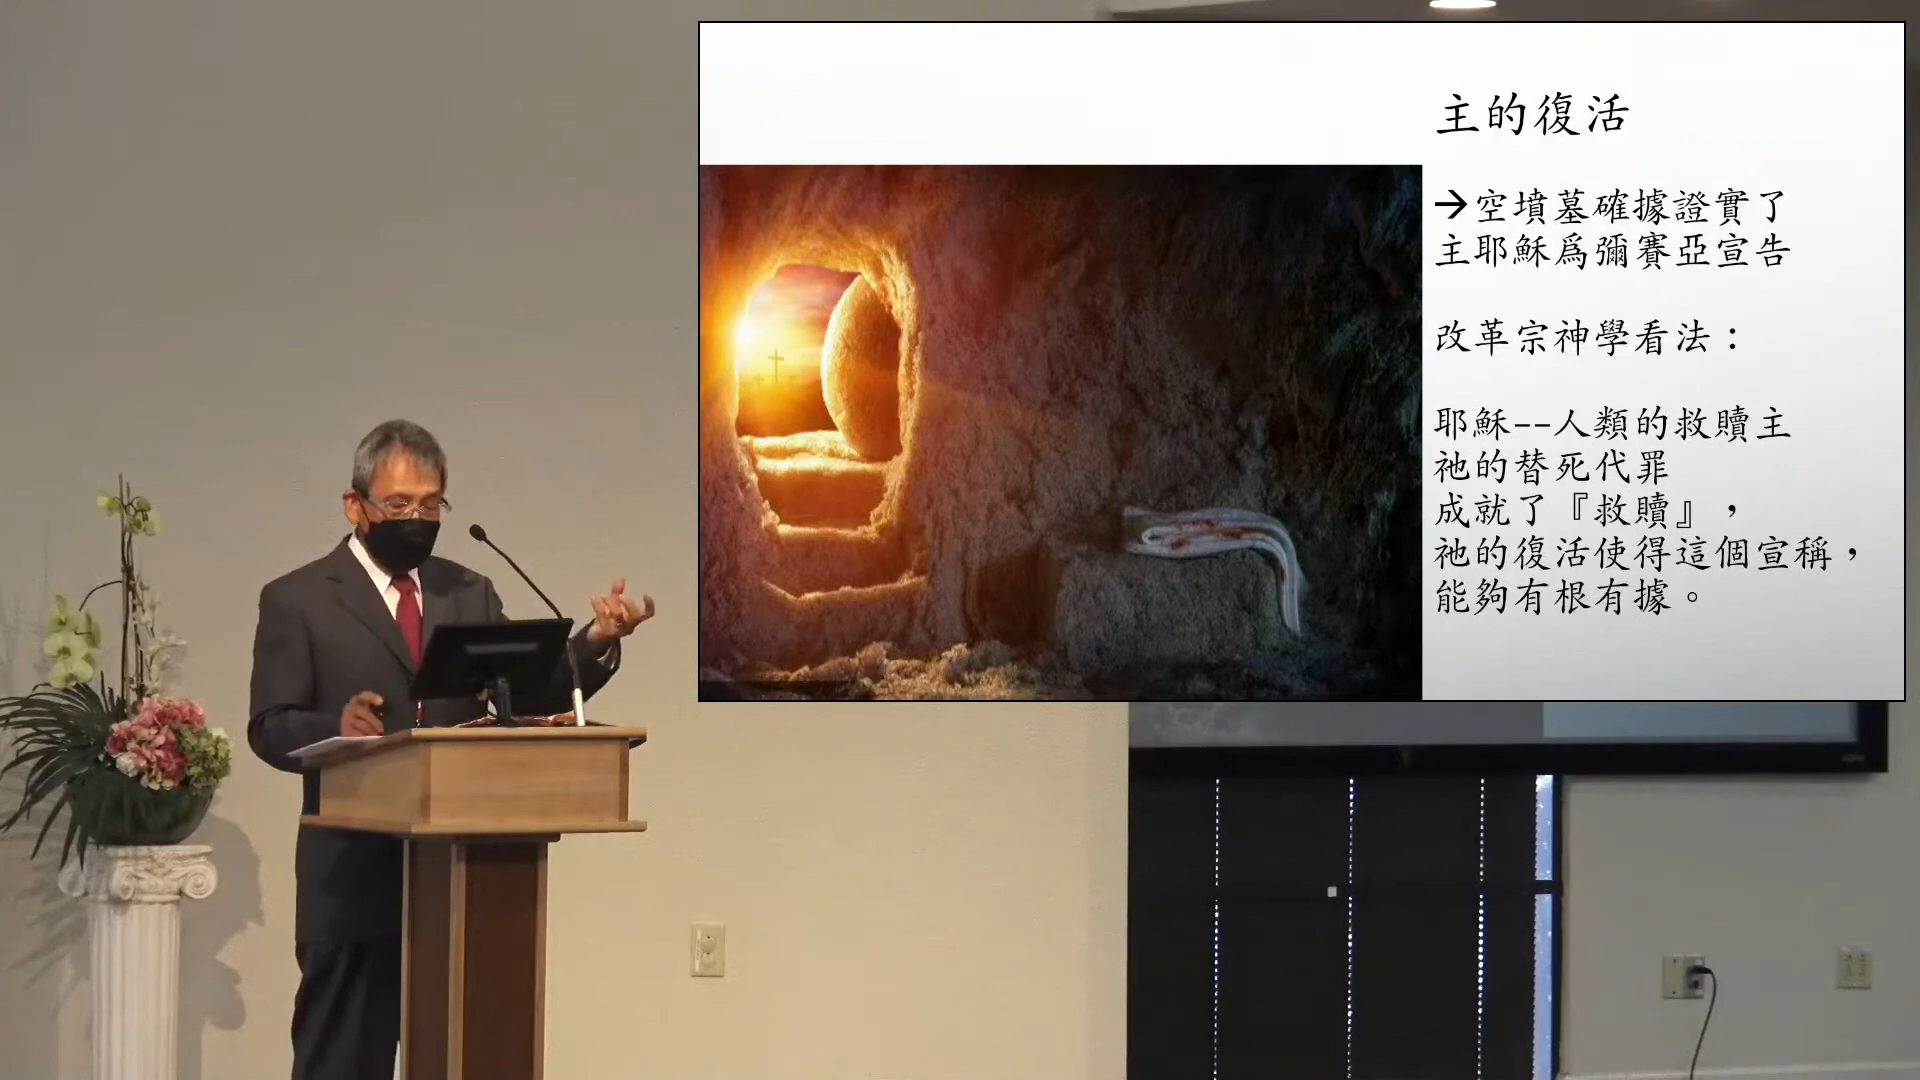 主的復活
→空墳墓確據證實了
主耶穌爲彌賽亞宣告
改革宗神學看法：
耶穌--人類的救贖主
祂的替死代罪
成就了『救贖』，
祂的復活使得這個宣稱，
能夠有根有據。